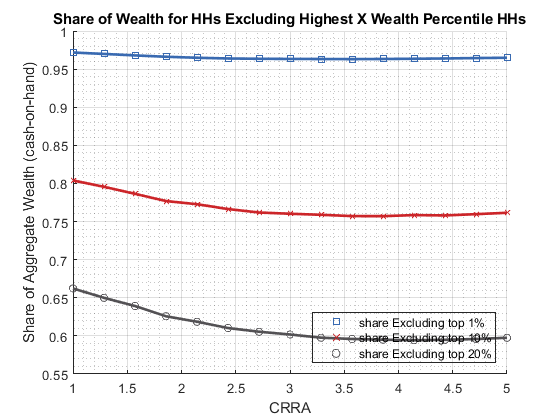 Share of Wealth for HHs Excluding Highest X Wealth Percentile HHs
Share of Aggregate Wealth (cash-on-hand)
1
0.95
0.9
0.85
0.8
0.75
0.7
0.65
0.6
0.55
share Excluding top 1%
share Excluding top 10%
share Excluding top 20%
1 1.5 2 2.5 3 3.5 4 4.5 5
CRRA